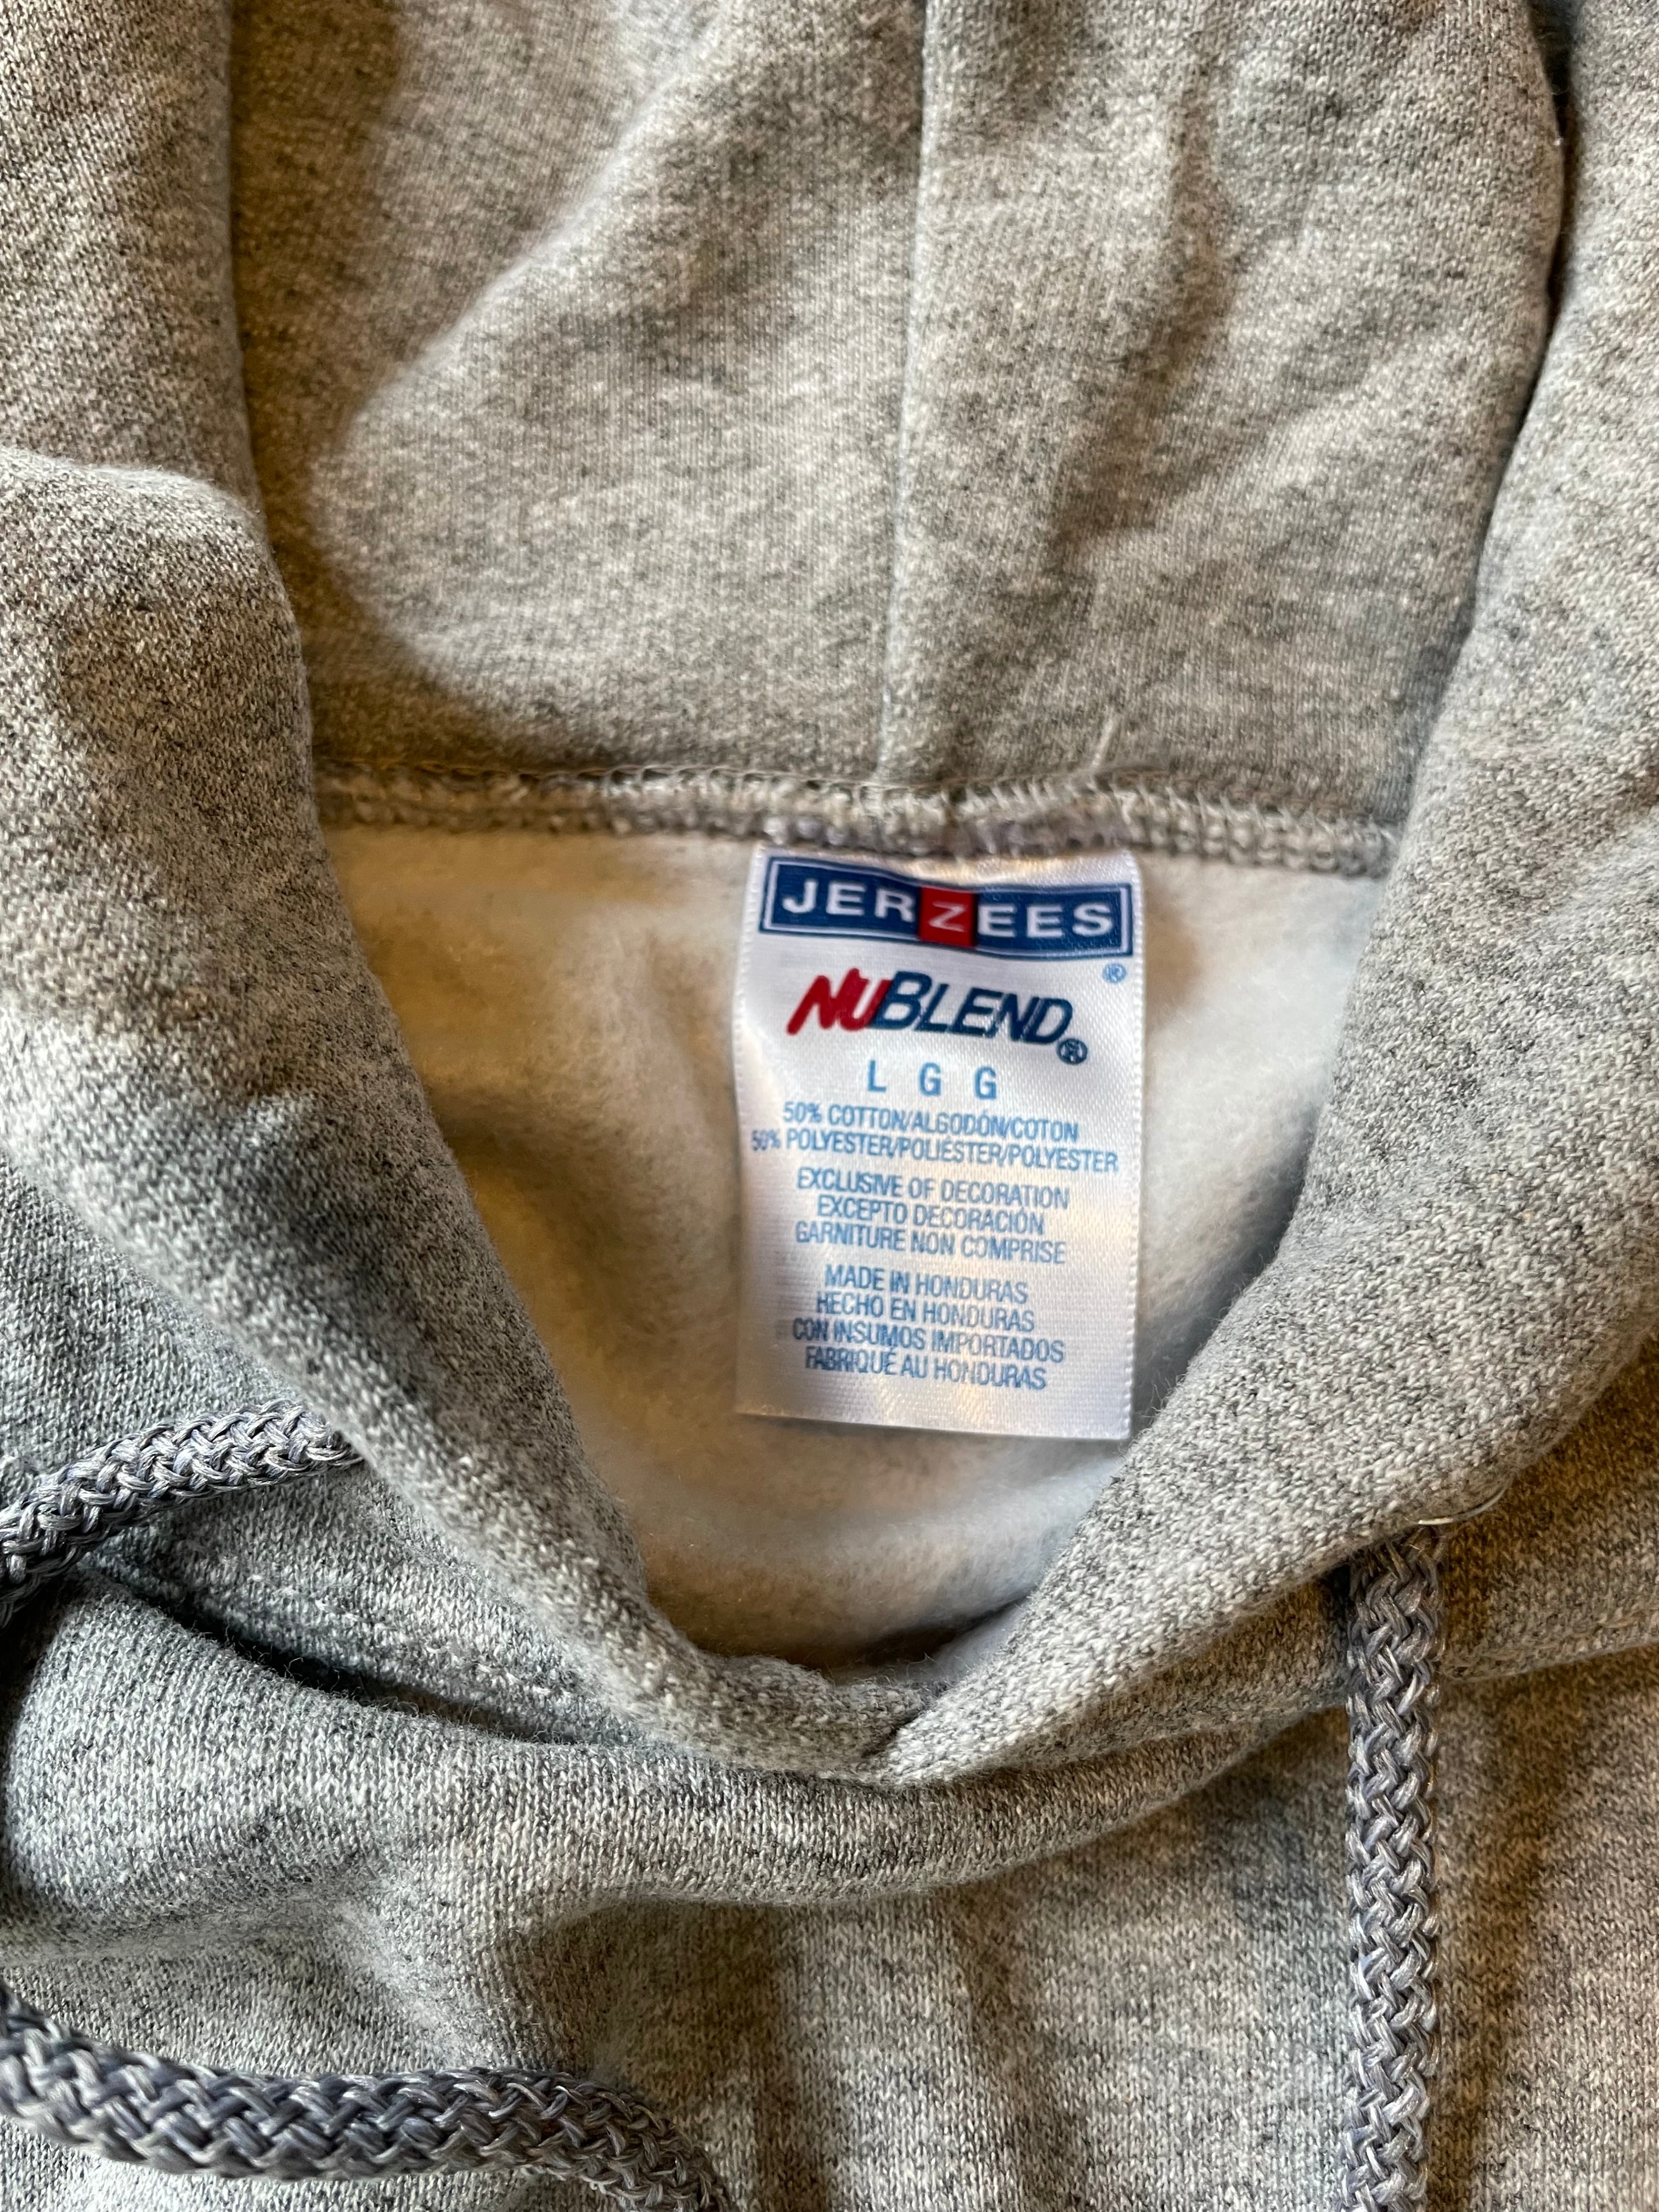 JERZEES
®
NUBLEND®
L G G
50% COTTON/ALGODÓN/COTON
50% POLYESTER/POLIÉSTER/POLYESTER
EXCLUSIVE OF DECORATION
EXCEPTO DECORACIÓN
GARNITURE NON COMPRISE
MADE IN HONDURAS
HECHO EN HONDURAS
CON INSUMOS IMPORTADOS
FABRIQUÉ AU HONDURAS